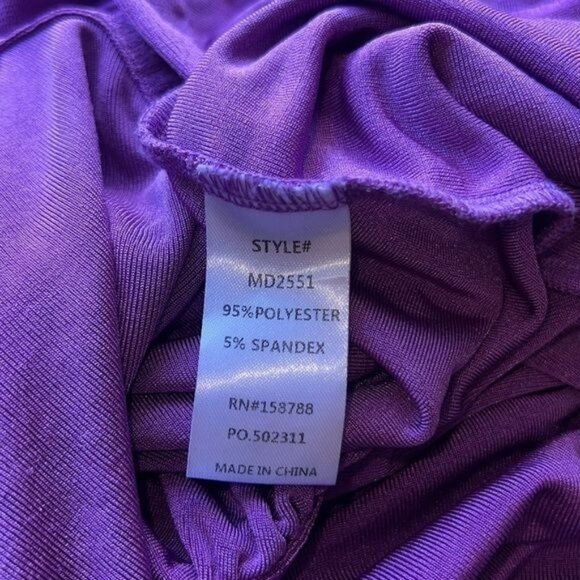 STYLE#
MD2551
95%POLYESTER
5% SPANDEX
RN#158788
PO.502311
MADE IN CHINA